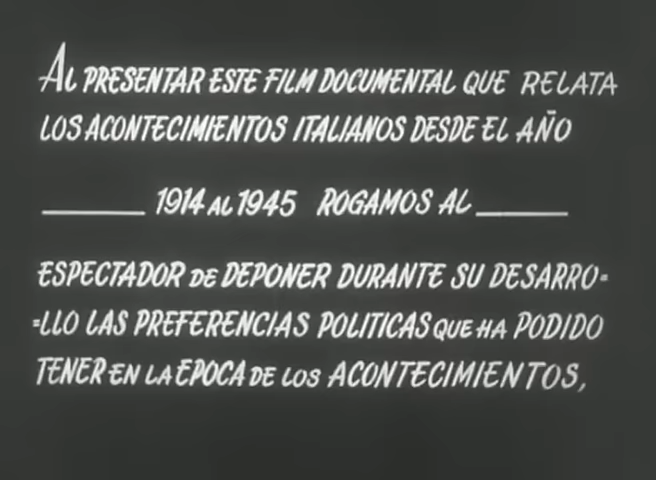 AL PRESENTAR ESTE FILM DOCUMENTAL QUE RELATA
LOS ACONTECIMIENTOS ITALIANOS DESDE EL AÑO
1914 AL 1945 ROGAMOS AL
ESPECTADOR DE DEPONER DURANTE SU DESARRO=
=LLO LAS PREFERENCIAS POLITICAS QUE HA PODIDO
TENER EN LA EPOCA DE LOS ACONTECIMIENTOS,